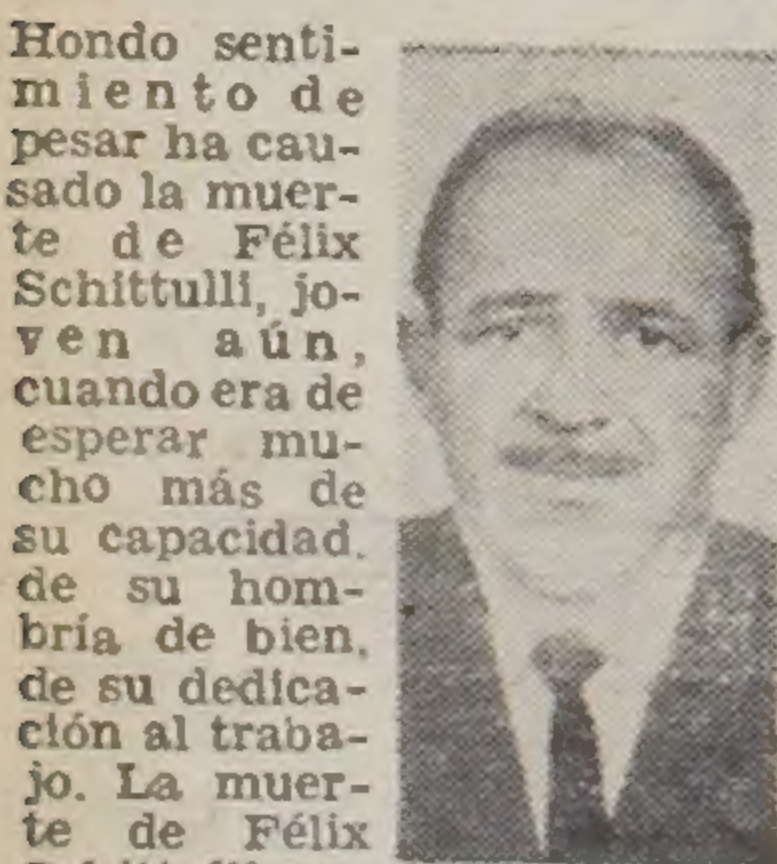 Hondo senti-
miento de
pesar ha cau-
sado la muer-
te de Félix
Schittulli, jo-
ven aún,
cuando era de
esperar mu-
cho más de
su capacidad,
de su hom-
bría de bien,
de su dedica-
ción al traba-
jo. La muer-
te de Félix